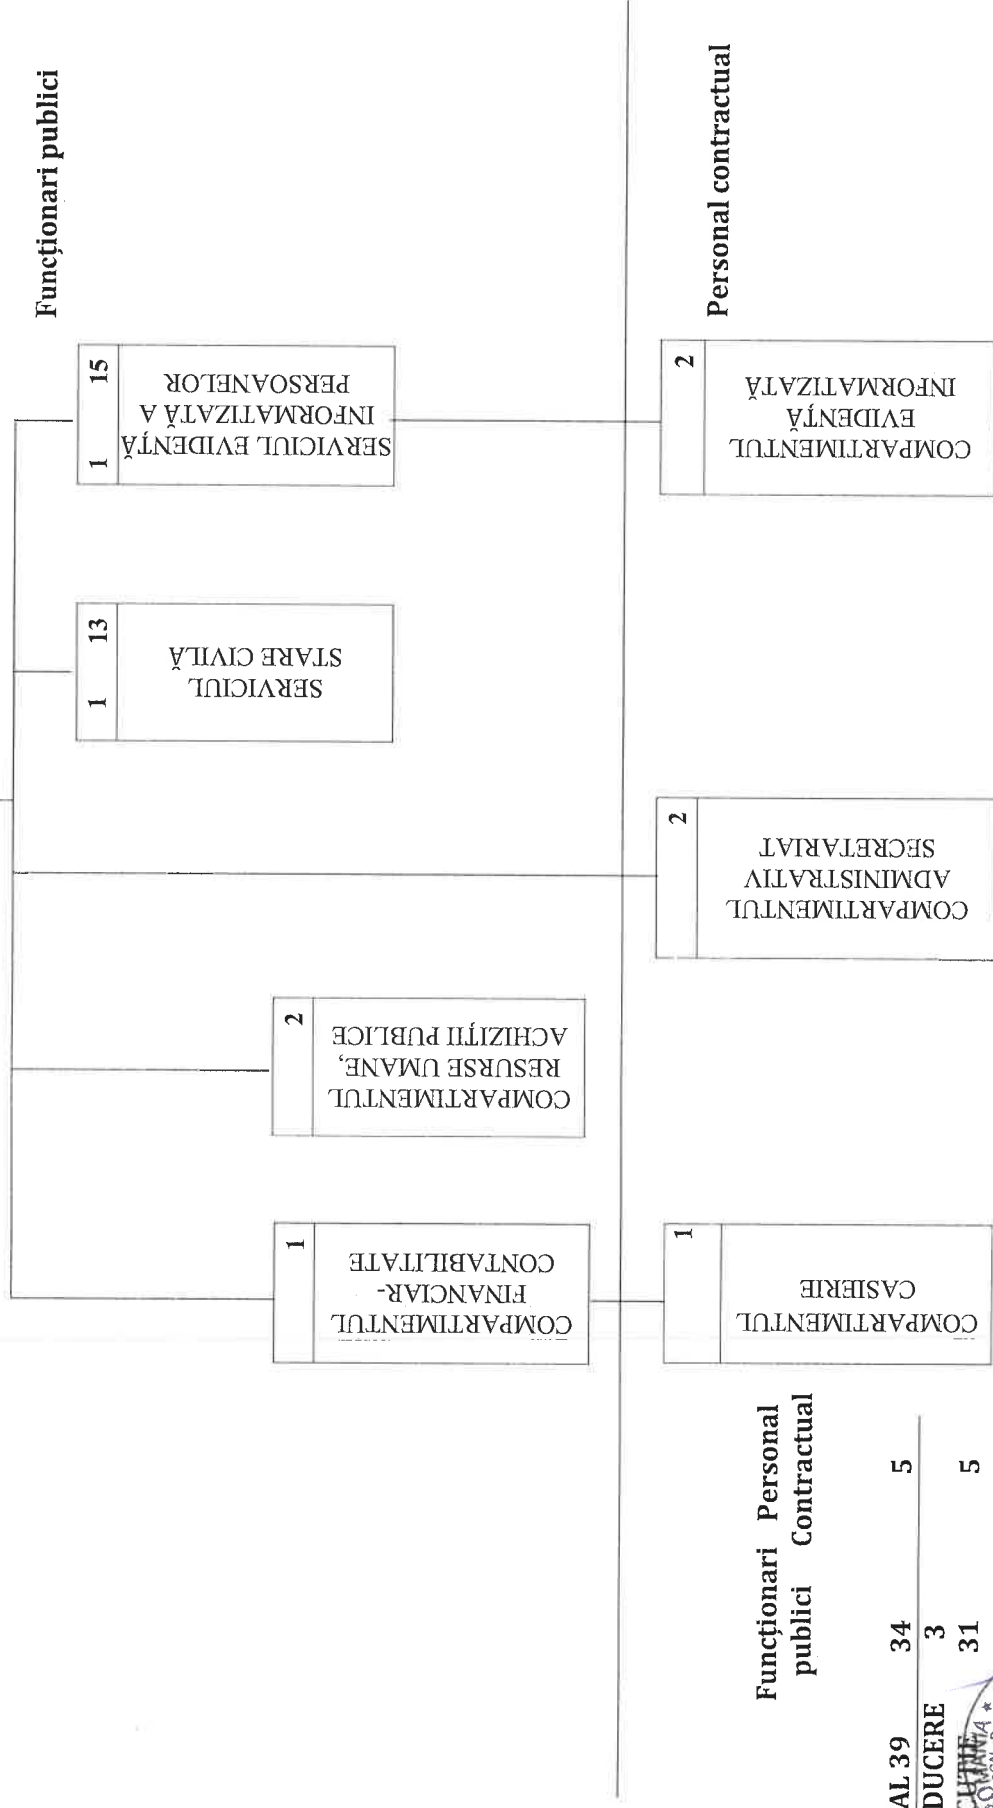 Funcționari publici
1 15
SERVICIUL EVIDENȚĂ
INFORMATIZATĂ A
PERSOANELOR
1 13
SERVICIUL
STARE CIVILĂ
2
COMPARTIMENTUL
RESURSE UMANE,
ACHIZIȚII PUBLICE
1
COMPARTIMENTUL
FINANCIAR-
CONTABILITATE
Personal contractual
2
COMPARTIMENTUL
EVIDENȚĂ
INFORMATIZATĂ
2
COMPARTIMENTUL
ADMINISTRATIV
SECRETARIAT
1
COMPARTIMENTUL
CASIERIE
Funcționari Personal
publici Contractual
AL 39 34 5
DUCERE 3
31 5